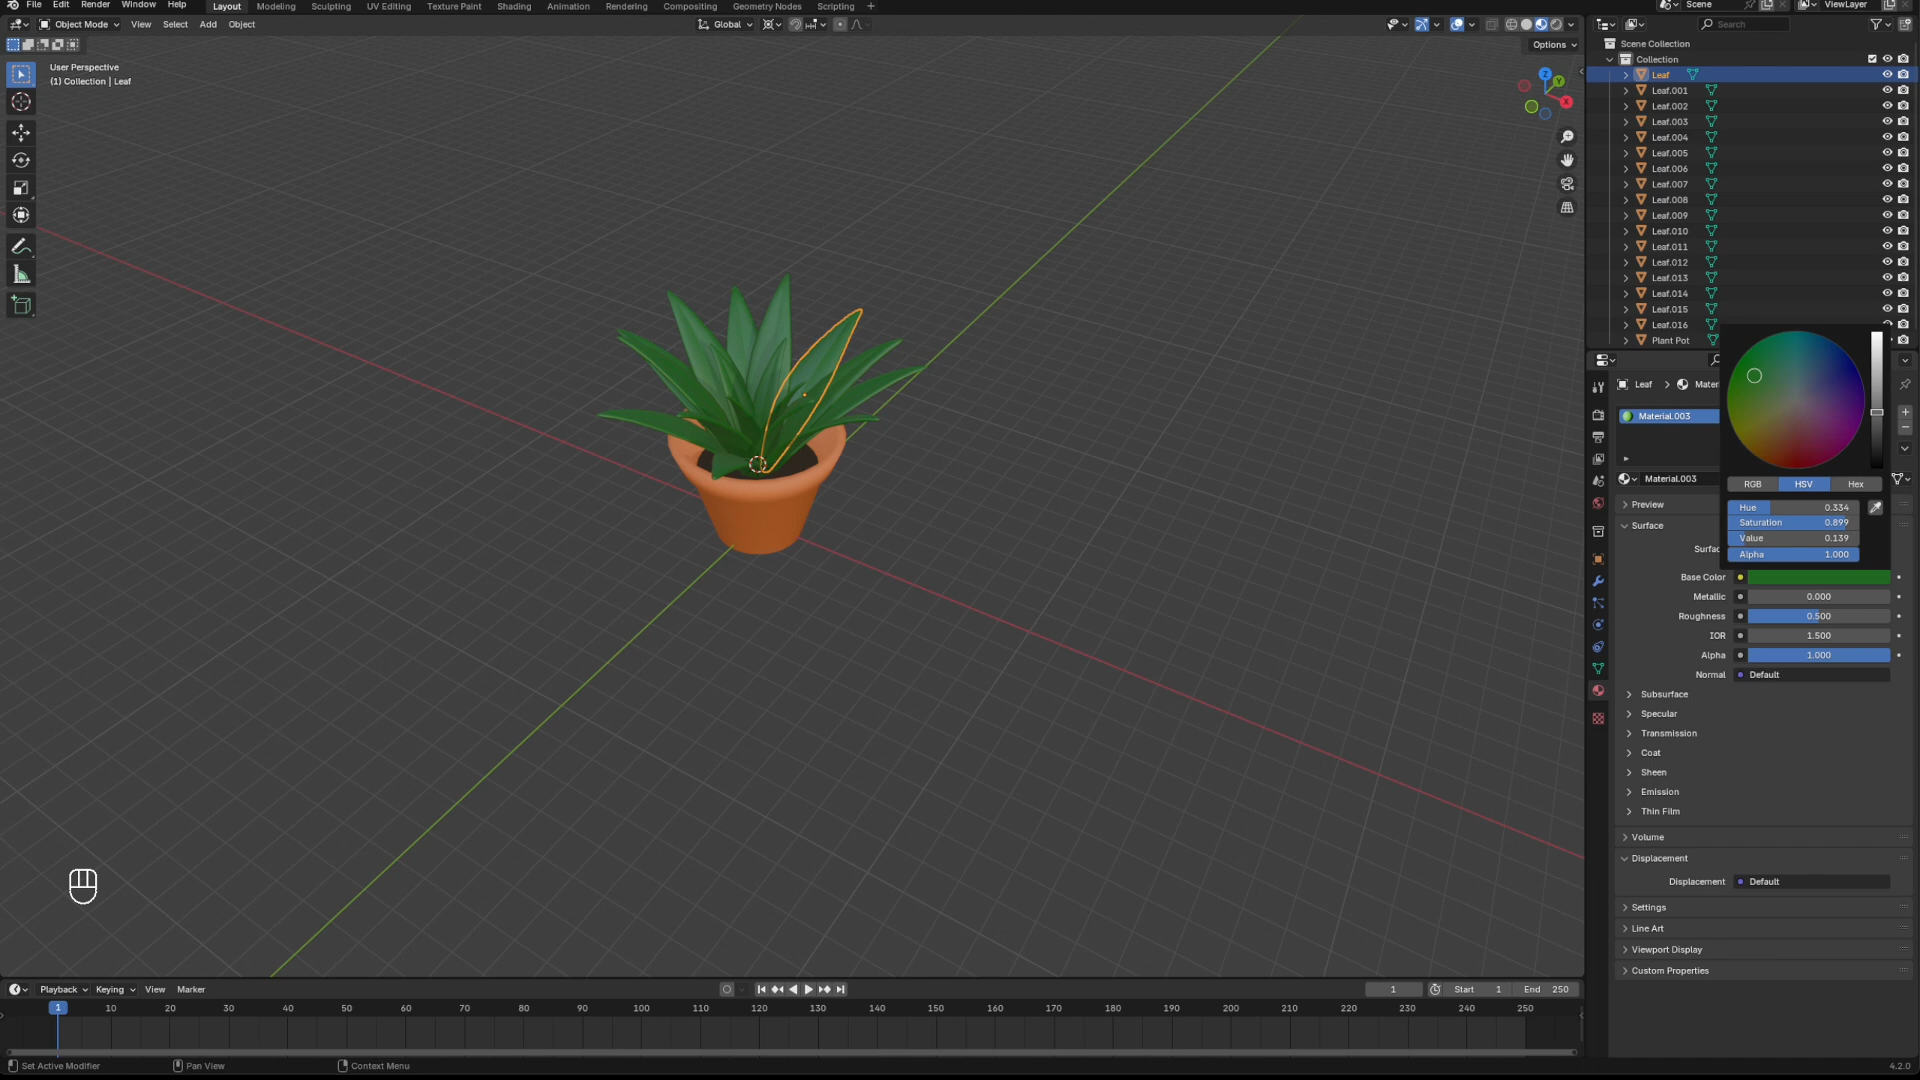 File Edit Render Window Help Layout Modeling Sculpting UV Editing Texture Paint Shading Animation Rendering Compositing Geometry Nodes Scripting + Scene ViewLayer
Object Mode View Select Add Object Global Search
Options
User Perspective
(1) Collection | Leaf
Z
Y
X
Scene Collection
Collection
Leaf
Leaf.001
Leaf.002
Leaf.003
Leaf.004
Leaf.005
Leaf.006
Leaf.007
Leaf.008
Leaf.009
Leaf.010
Leaf.011
Leaf.012
Leaf.013
Leaf.014
Leaf.015
Leaf.016
Plant Pot
Leaf > Mater
Material.003
RGB HSV Hex
Material.003
Hue 0.334
Saturation 0.899
Value 0.139
Alpha 1.000
Preview
Surface
Surfac
Base Color
Metallic 0.000
Roughness 0.500
IOR 1.500
Alpha 1.000
Normal Default
Subsurface
Specular
Transmission
Coat
Sheen
Emission
Thin Film
Volume
Displacement
Displacement Default
Settings
Line Art
Viewport Display
Custom Properties
Playback Keying View Marker 1 Start 1 End 250
1 10 20 30 40 50 60 70 80 90 100 110 120 130 140 150 160 170 180 190 200 210 220 230 240 250
Set Active Modifier Pan View Context Menu 4.2.0